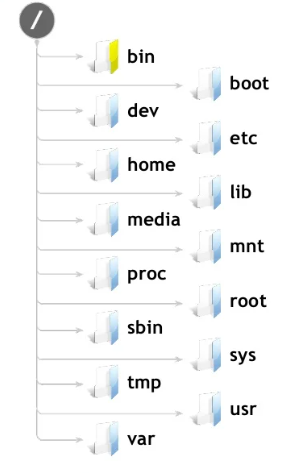 /
bin
boot
dev
etc
home
lib
media
mnt
proc
root
sbin
sys
tmp
usr
var